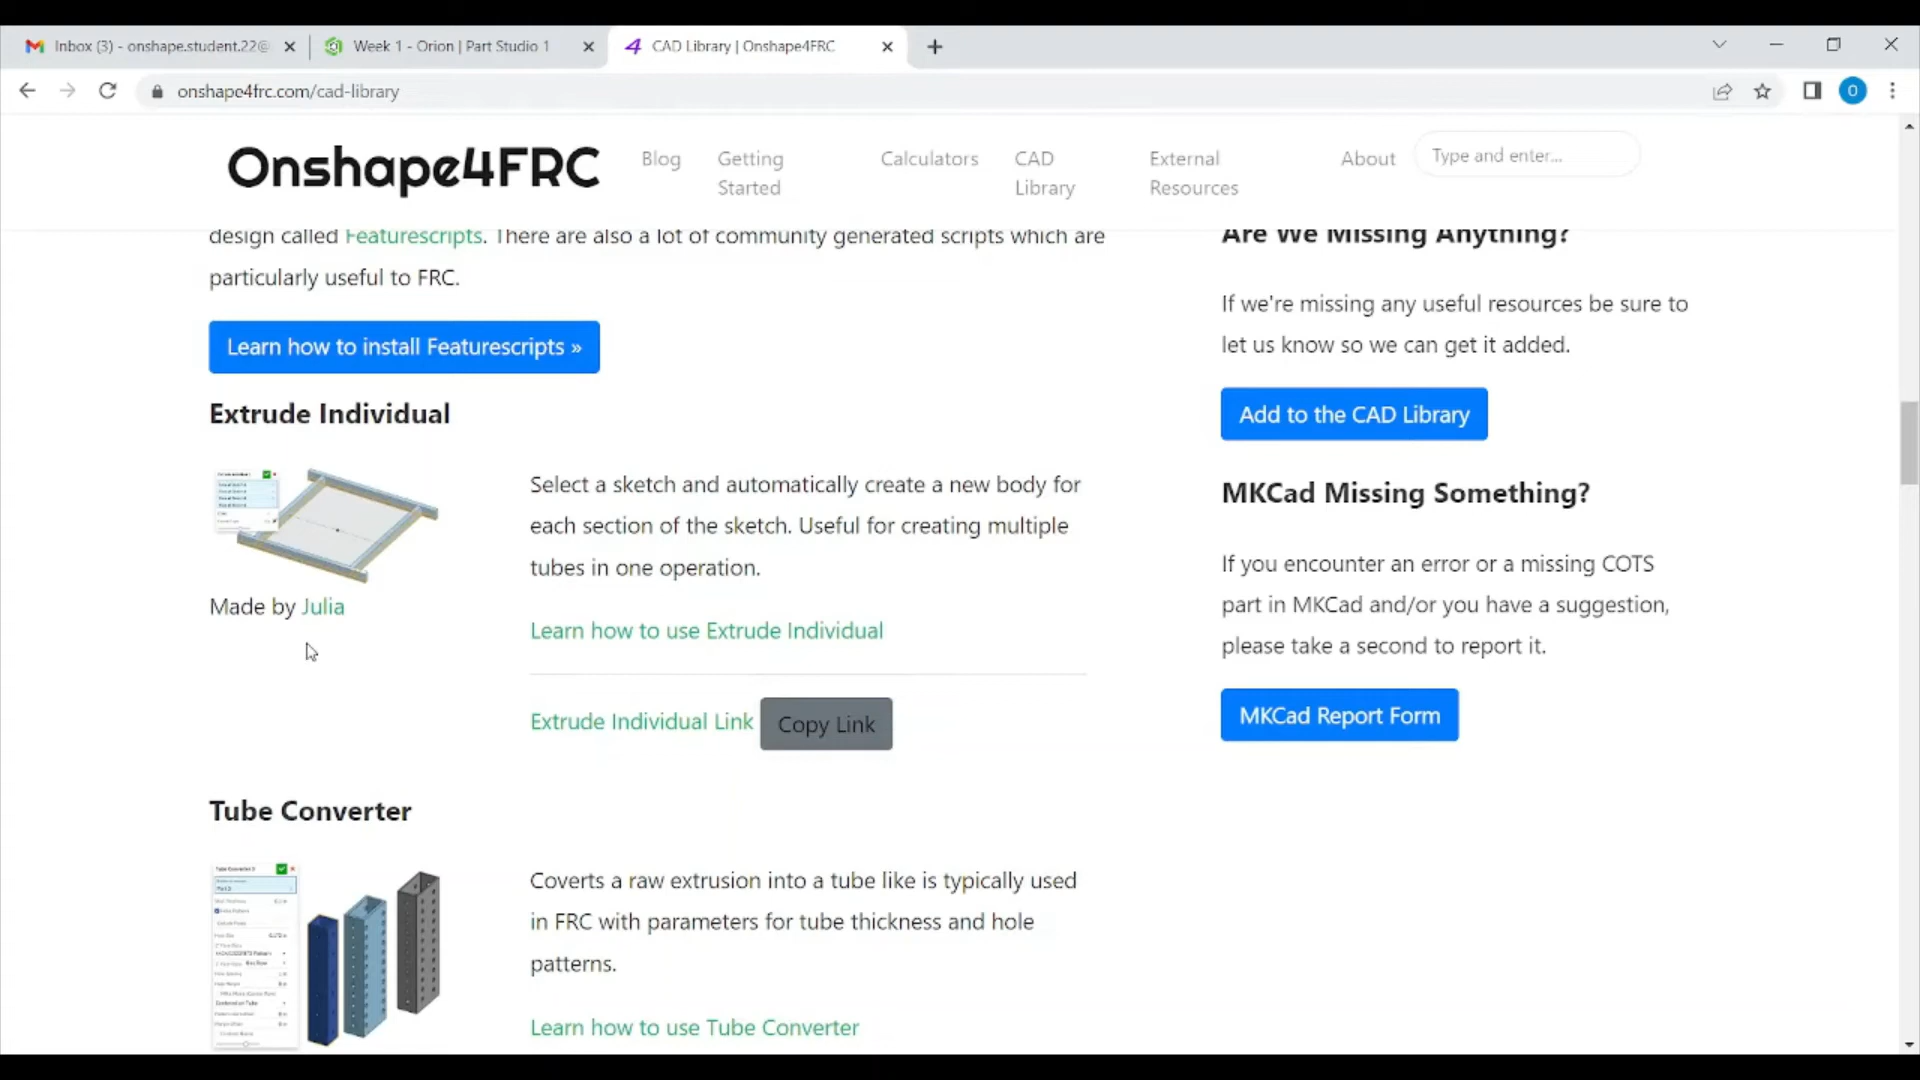 Inbox (3) - onshape.student.22@
Week 1 - Orion | Part Studio 1
CAD Library | Onshape4FRC
onshape4frc.com/cad-library
O
Onshape4FRC
Blog
Getting
Started
Calculators
CAD
Library
External
Resources
About
Type and enter...
design called Featurescripts. There are also a lot of community generated scripts which are
particularly useful to FRC.
Learn how to install Featurescripts »
Extrude Individual
Select a sketch and automatically create a new body for
each section of the sketch. Useful for creating multiple
tubes in one operation.
Made by Julia
Learn how to use Extrude Individual
Extrude Individual Link
Copy Link
Tube Converter
Coverts a raw extrusion into a tube like is typically used
in FRC with parameters for tube thickness and hole
patterns.
Learn how to use Tube Converter
Are We Missing Anything?
If we're missing any useful resources be sure to
let us know so we can get it added.
Add to the CAD Library
MKCad Missing Something?
If you encounter an error or a missing COTS
part in MKCad and/or you have a suggestion,
please take a second to report it.
MKCad Report Form